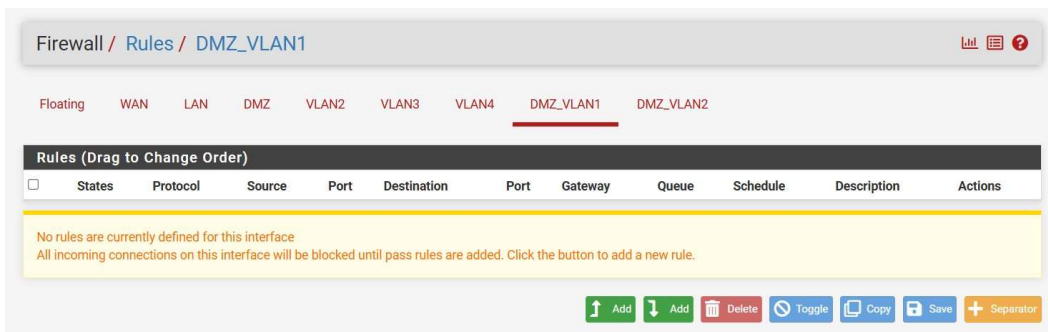 Firewall / Rules / DMZ_VLAN1
Floating WAN LAN DMZ VLAN2 VLAN3 VLAN4 DMZ_VLAN1 DMZ_VLAN2
Rules (Drag to Change Order)
States Protocol Source Port Destination Port Gateway Queue Schedule Description Actions
No rules are currently defined for this interface
All incoming connections on this interface will be blocked until pass rules are added. Click the button to add a new rule.
Add Add Delete Toggle Copy Save Separator